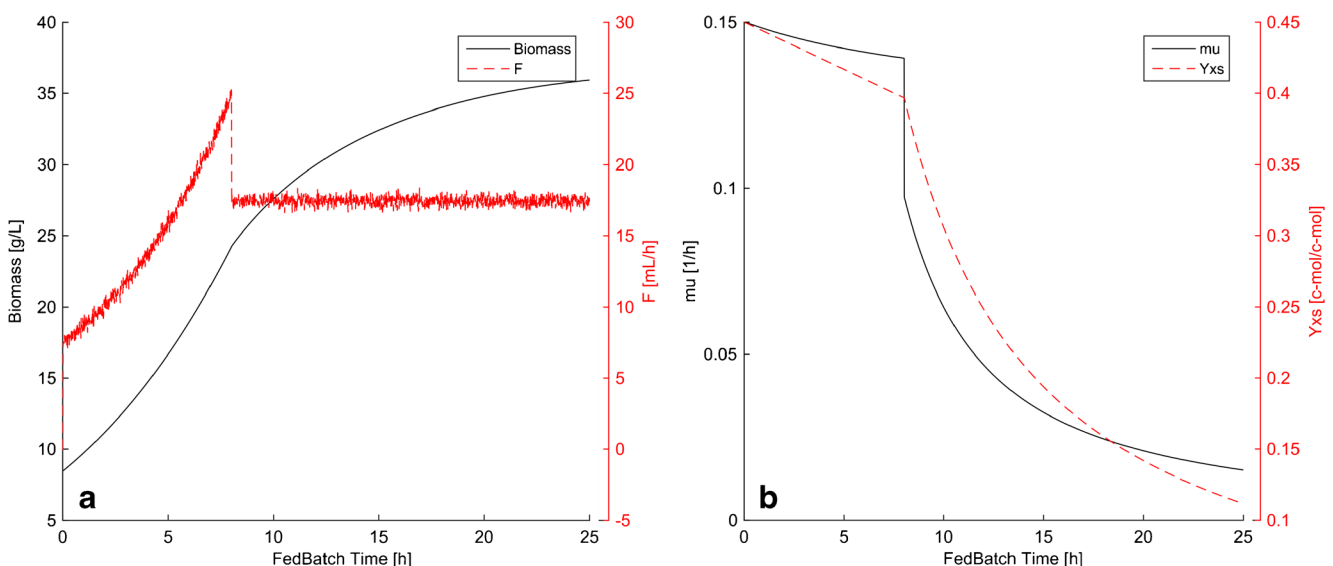 40
35
30
25
20
15
10
5
Biomass [g/L]
0 5 10 15 20 25
FedBatch Time [h]
30
25
20
15
10
5
0
-5
F [mL/h]
Biomass
F
a
0.15
0.1
0.05
0
mu [1/h]
0 5 10 15 20 25
FedBatch Time [h]
0.45
0.4
0.35
0.3
0.25
0.2
0.15
0.1
Yxs [c-mol/c-mol]
mu
Yxs
b